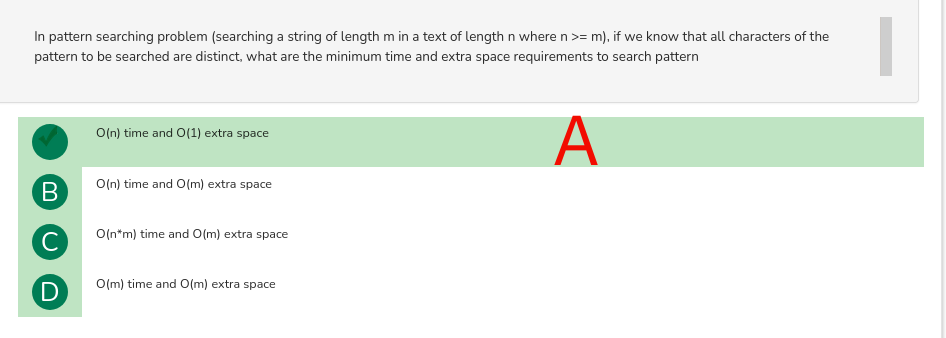 In pattern searching problem (searching a string of length m in a text of length n where n >= m), if we know that all characters of the
pattern to be searched are distinct, what are the minimum time and extra space requirements to search pattern
O(n) time and O(1) extra space
A
B O(n) time and O(m) extra space
C O(n*m) time and O(m) extra space
D O(m) time and O(m) extra space